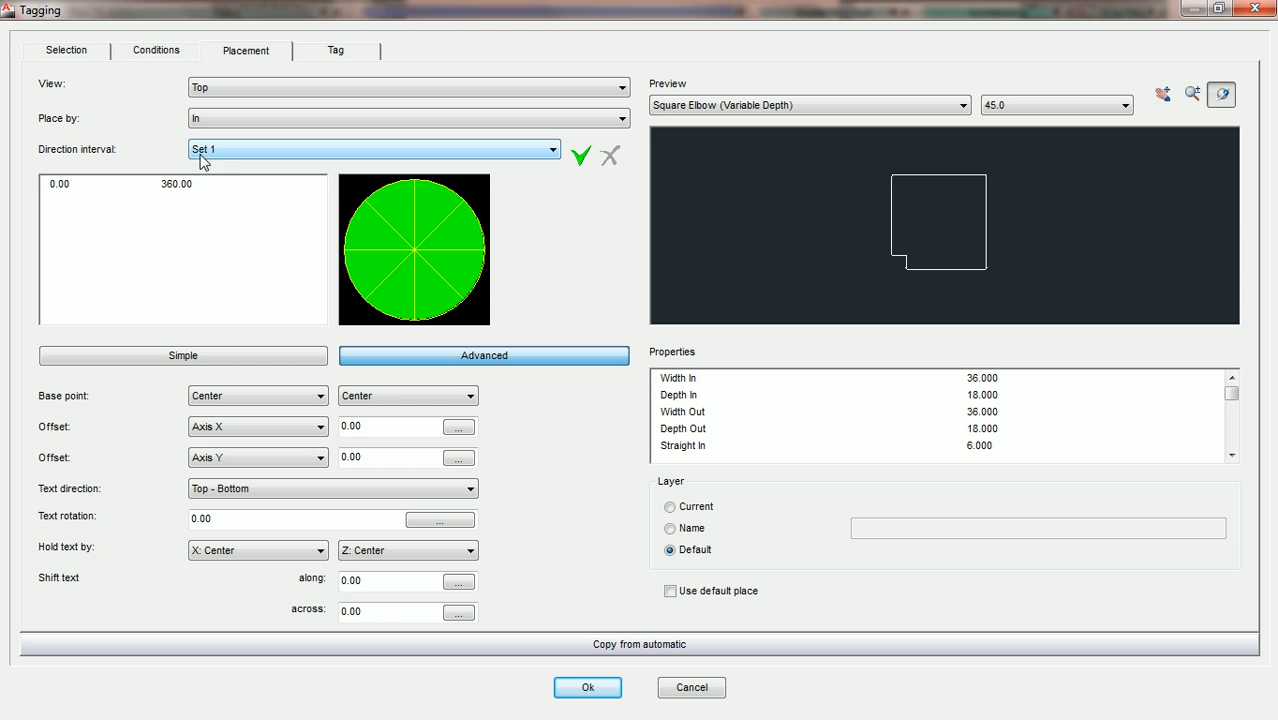 Tagging
Selection Conditions Placement Tag
View: Top
Place by: In
Direction interval: Set 1
0.00 360.00
Simple Advanced
Base point: Center Center
Offset: Axis X 0.00 ...
Offset: Axis Y 0.00 ...
Text direction: Top - Bottom
Text rotation: 0.00 ...
Hold text by: X: Center Z: Center
Shift text along: 0.00 ...
across: 0.00 ...
Preview
Square Elbow (Variable Depth) 45.0
Properties
Width In 36.000
Depth In 18.000
Width Out 36.000
Depth Out 18.000
Straight In 6.000
Layer
Current
Name
Default
Use default place
Copy from automatic
Ok Cancel